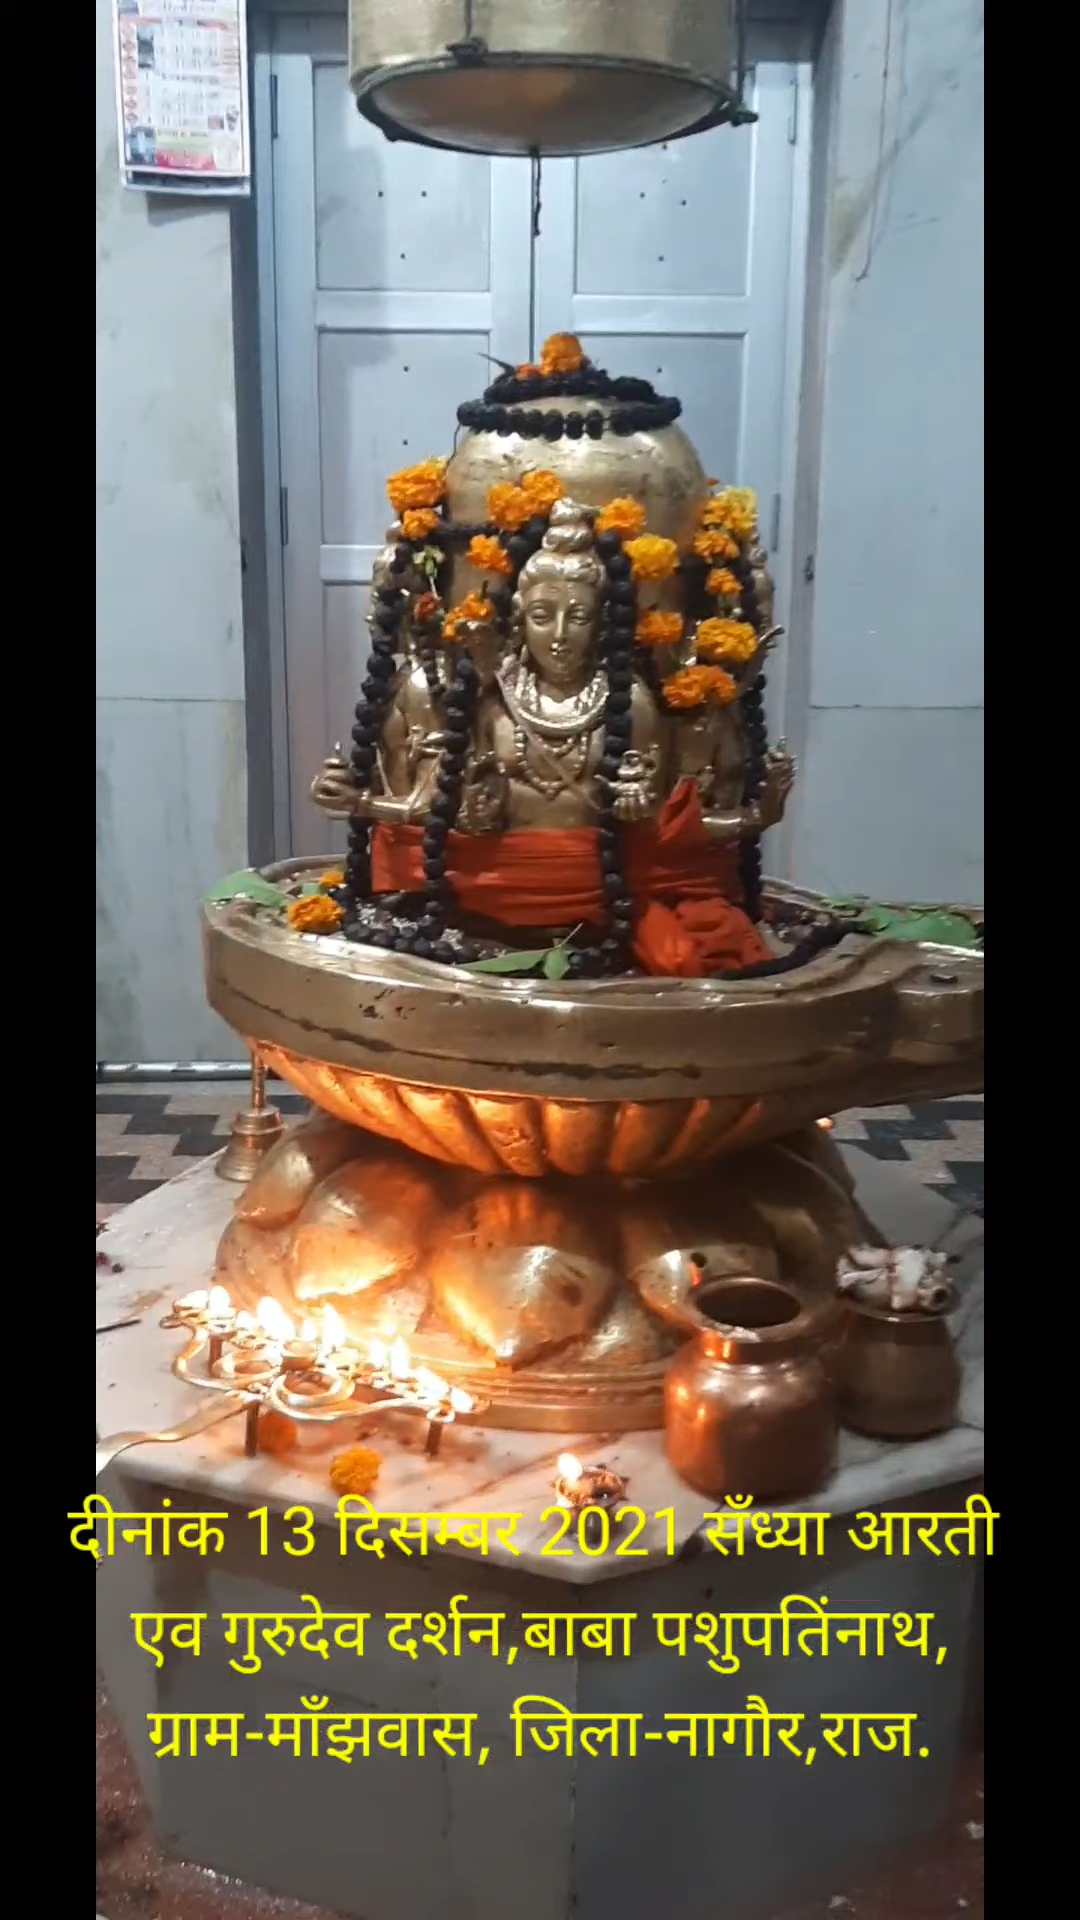 दीनांक 13 दिसम्बर 2021 सँध्या आरती
एव गुरुदेव दर्शन,बाबा पशुपतिंनाथ,
ग्राम-माँझवास, जिला-नागौर,राज.